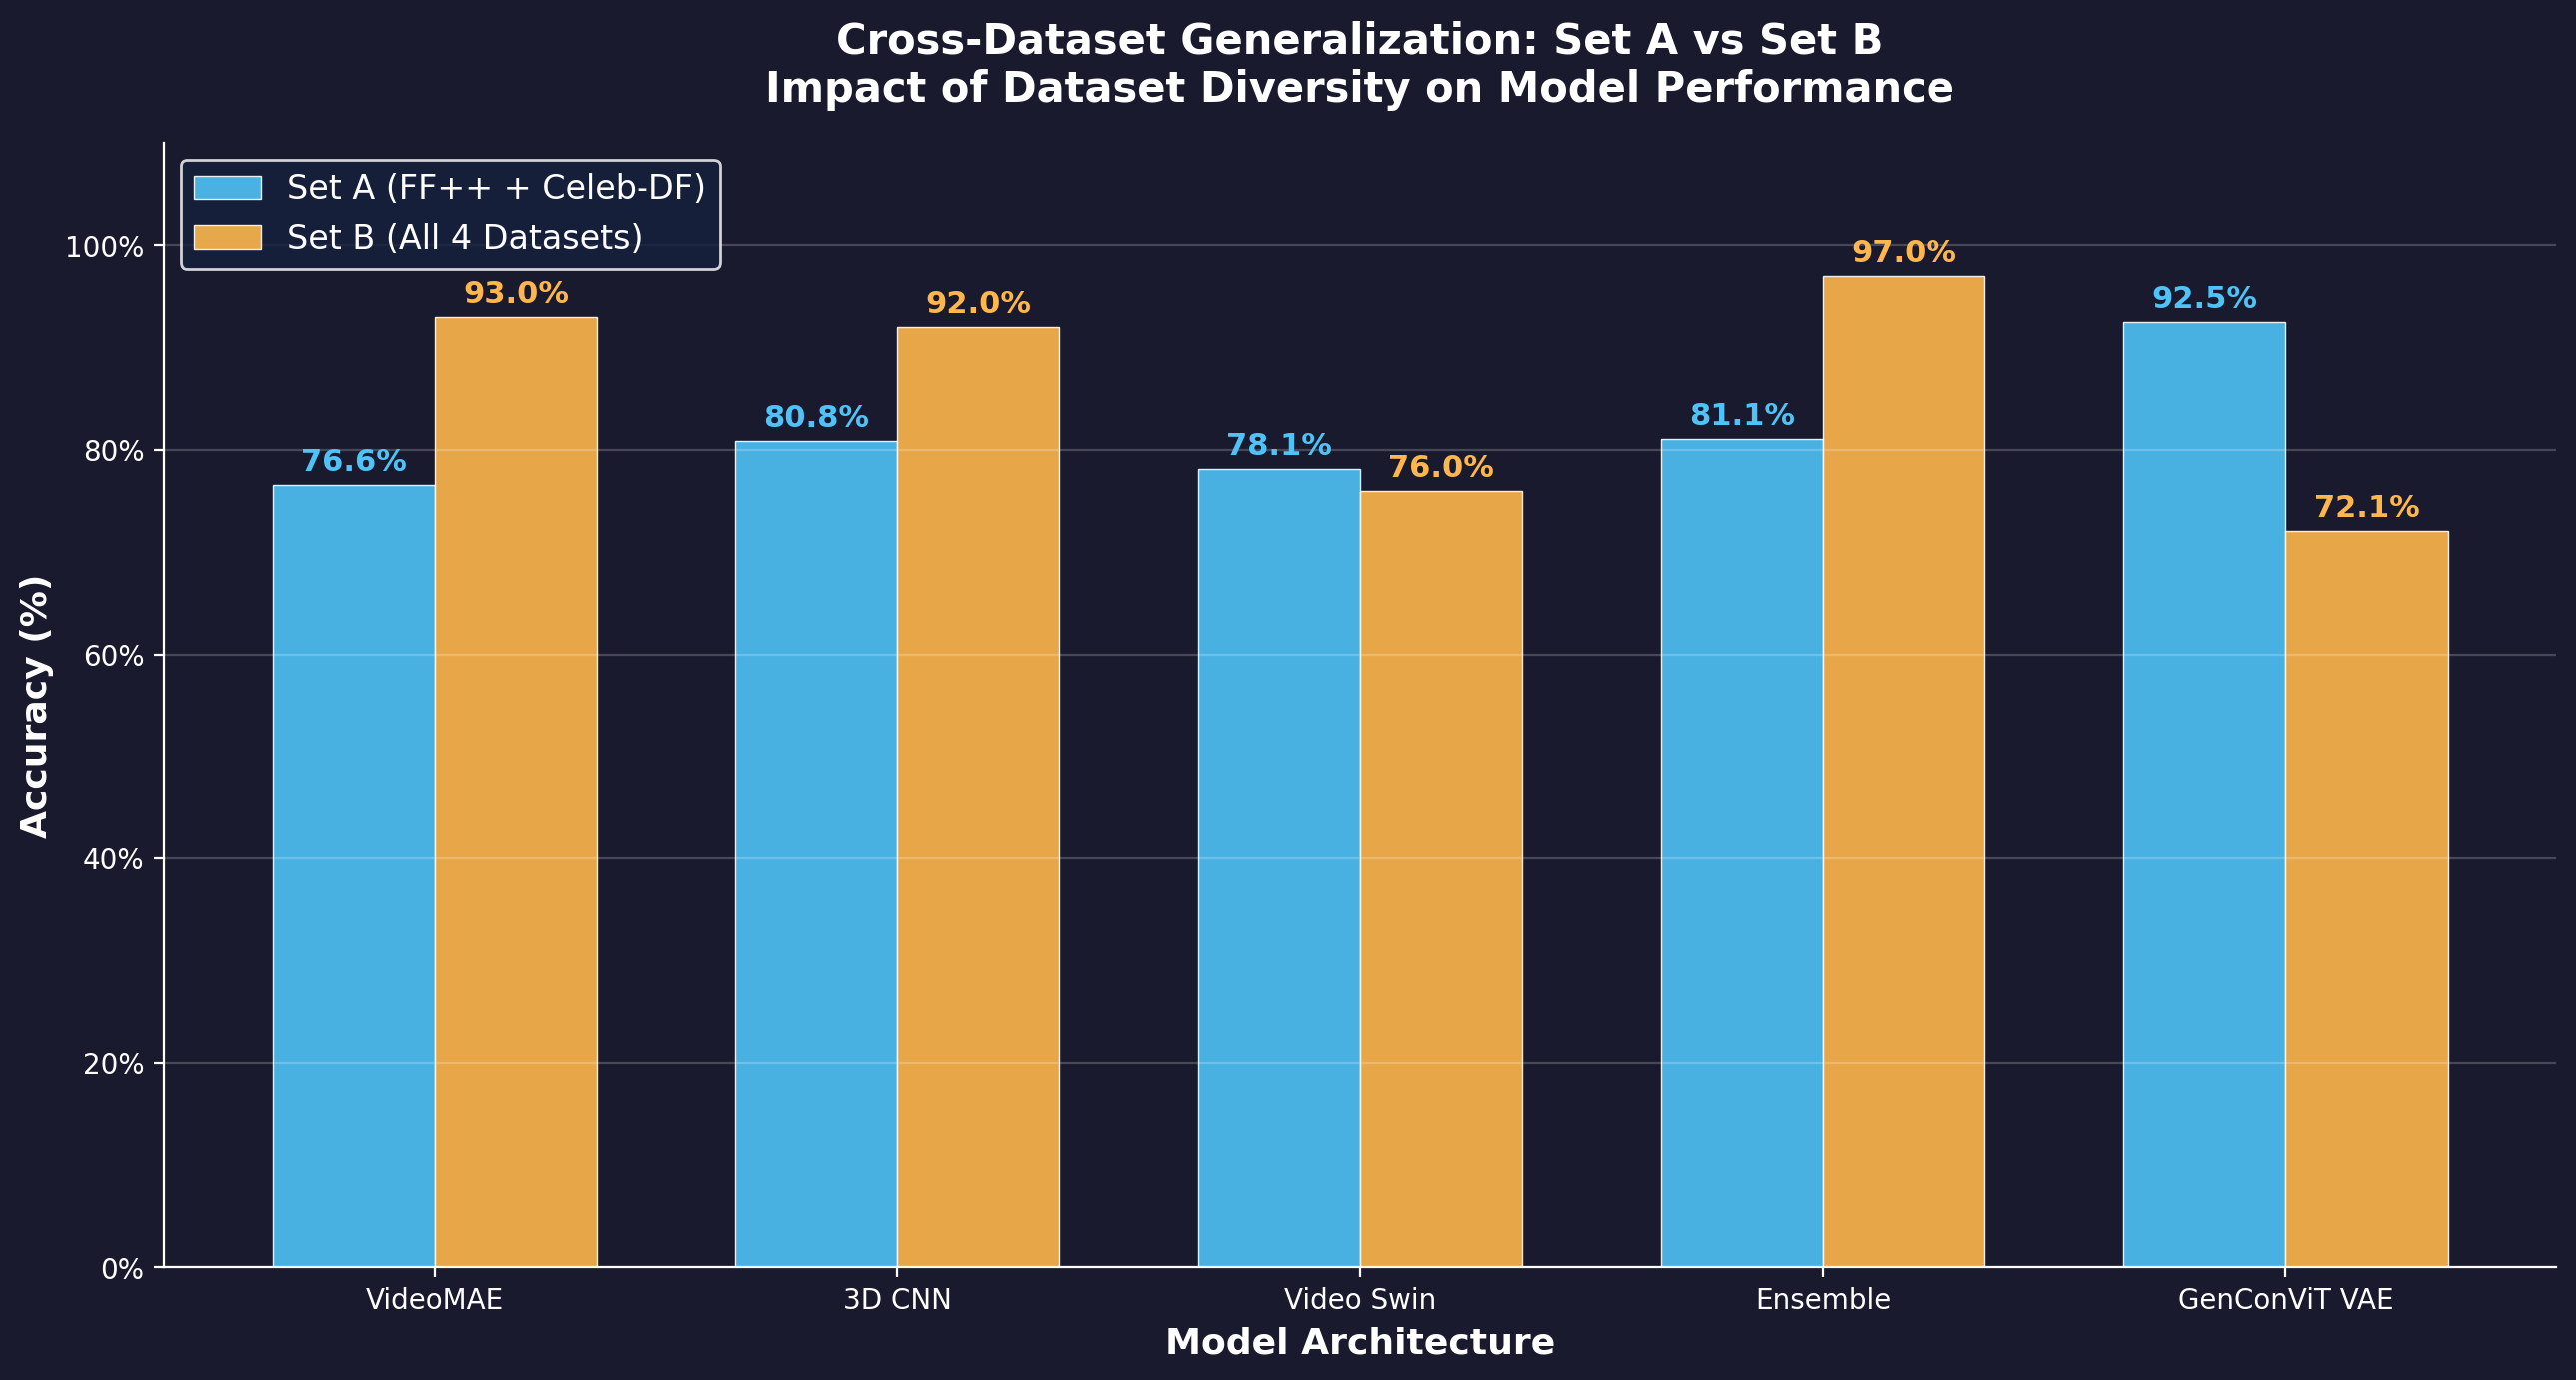 Cross-Dataset Generalization: Set A vs Set B
Impact of Dataset Diversity on Model Performance
Set A (FF++ + Celeb-DF)
Set B (All 4 Datasets)
100%
80%
60%
40%
20%
0%
Accuracy (%)
76.6%
93.0%
80.8%
92.0%
78.1%
76.0%
81.1%
97.0%
92.5%
72.1%
VideoMAE
3D CNN
Video Swin
Ensemble
GenConViT VAE
Model Architecture